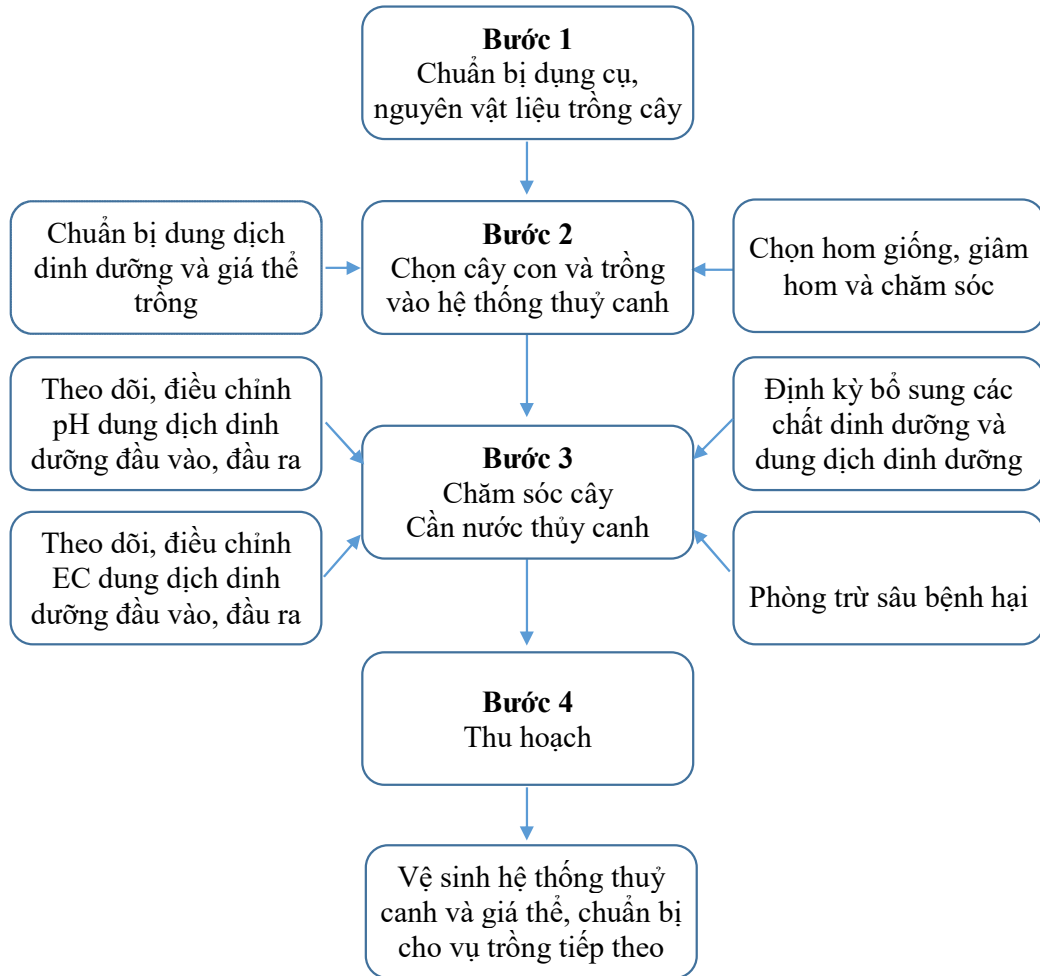 Bước 1
Chuẩn bị dụng cụ,
nguyên vật liệu trồng cây
Chuẩn bị dung dịch
dinh dưỡng và giá thể
trồng
Bước 2
Chọn cây con và trồng
vào hệ thống thuỷ canh
Chọn hom giống, giâm
hom và chăm sóc
Theo dõi, điều chỉnh
pH dung dịch dinh
dưỡng đầu vào, đầu ra
Định kỳ bổ sung các
chất dinh dưỡng và
dung dịch dinh dưỡng
Bước 3
Chăm sóc cây
Cần nước thủy canh
Theo dõi, điều chỉnh
EC dung dịch dinh
dưỡng đầu vào, đầu ra
Phòng trừ sâu bệnh hại
Bước 4
Thu hoạch
Vệ sinh hệ thống thuỷ
canh và giá thể, chuẩn bị
cho vụ trồng tiếp theo